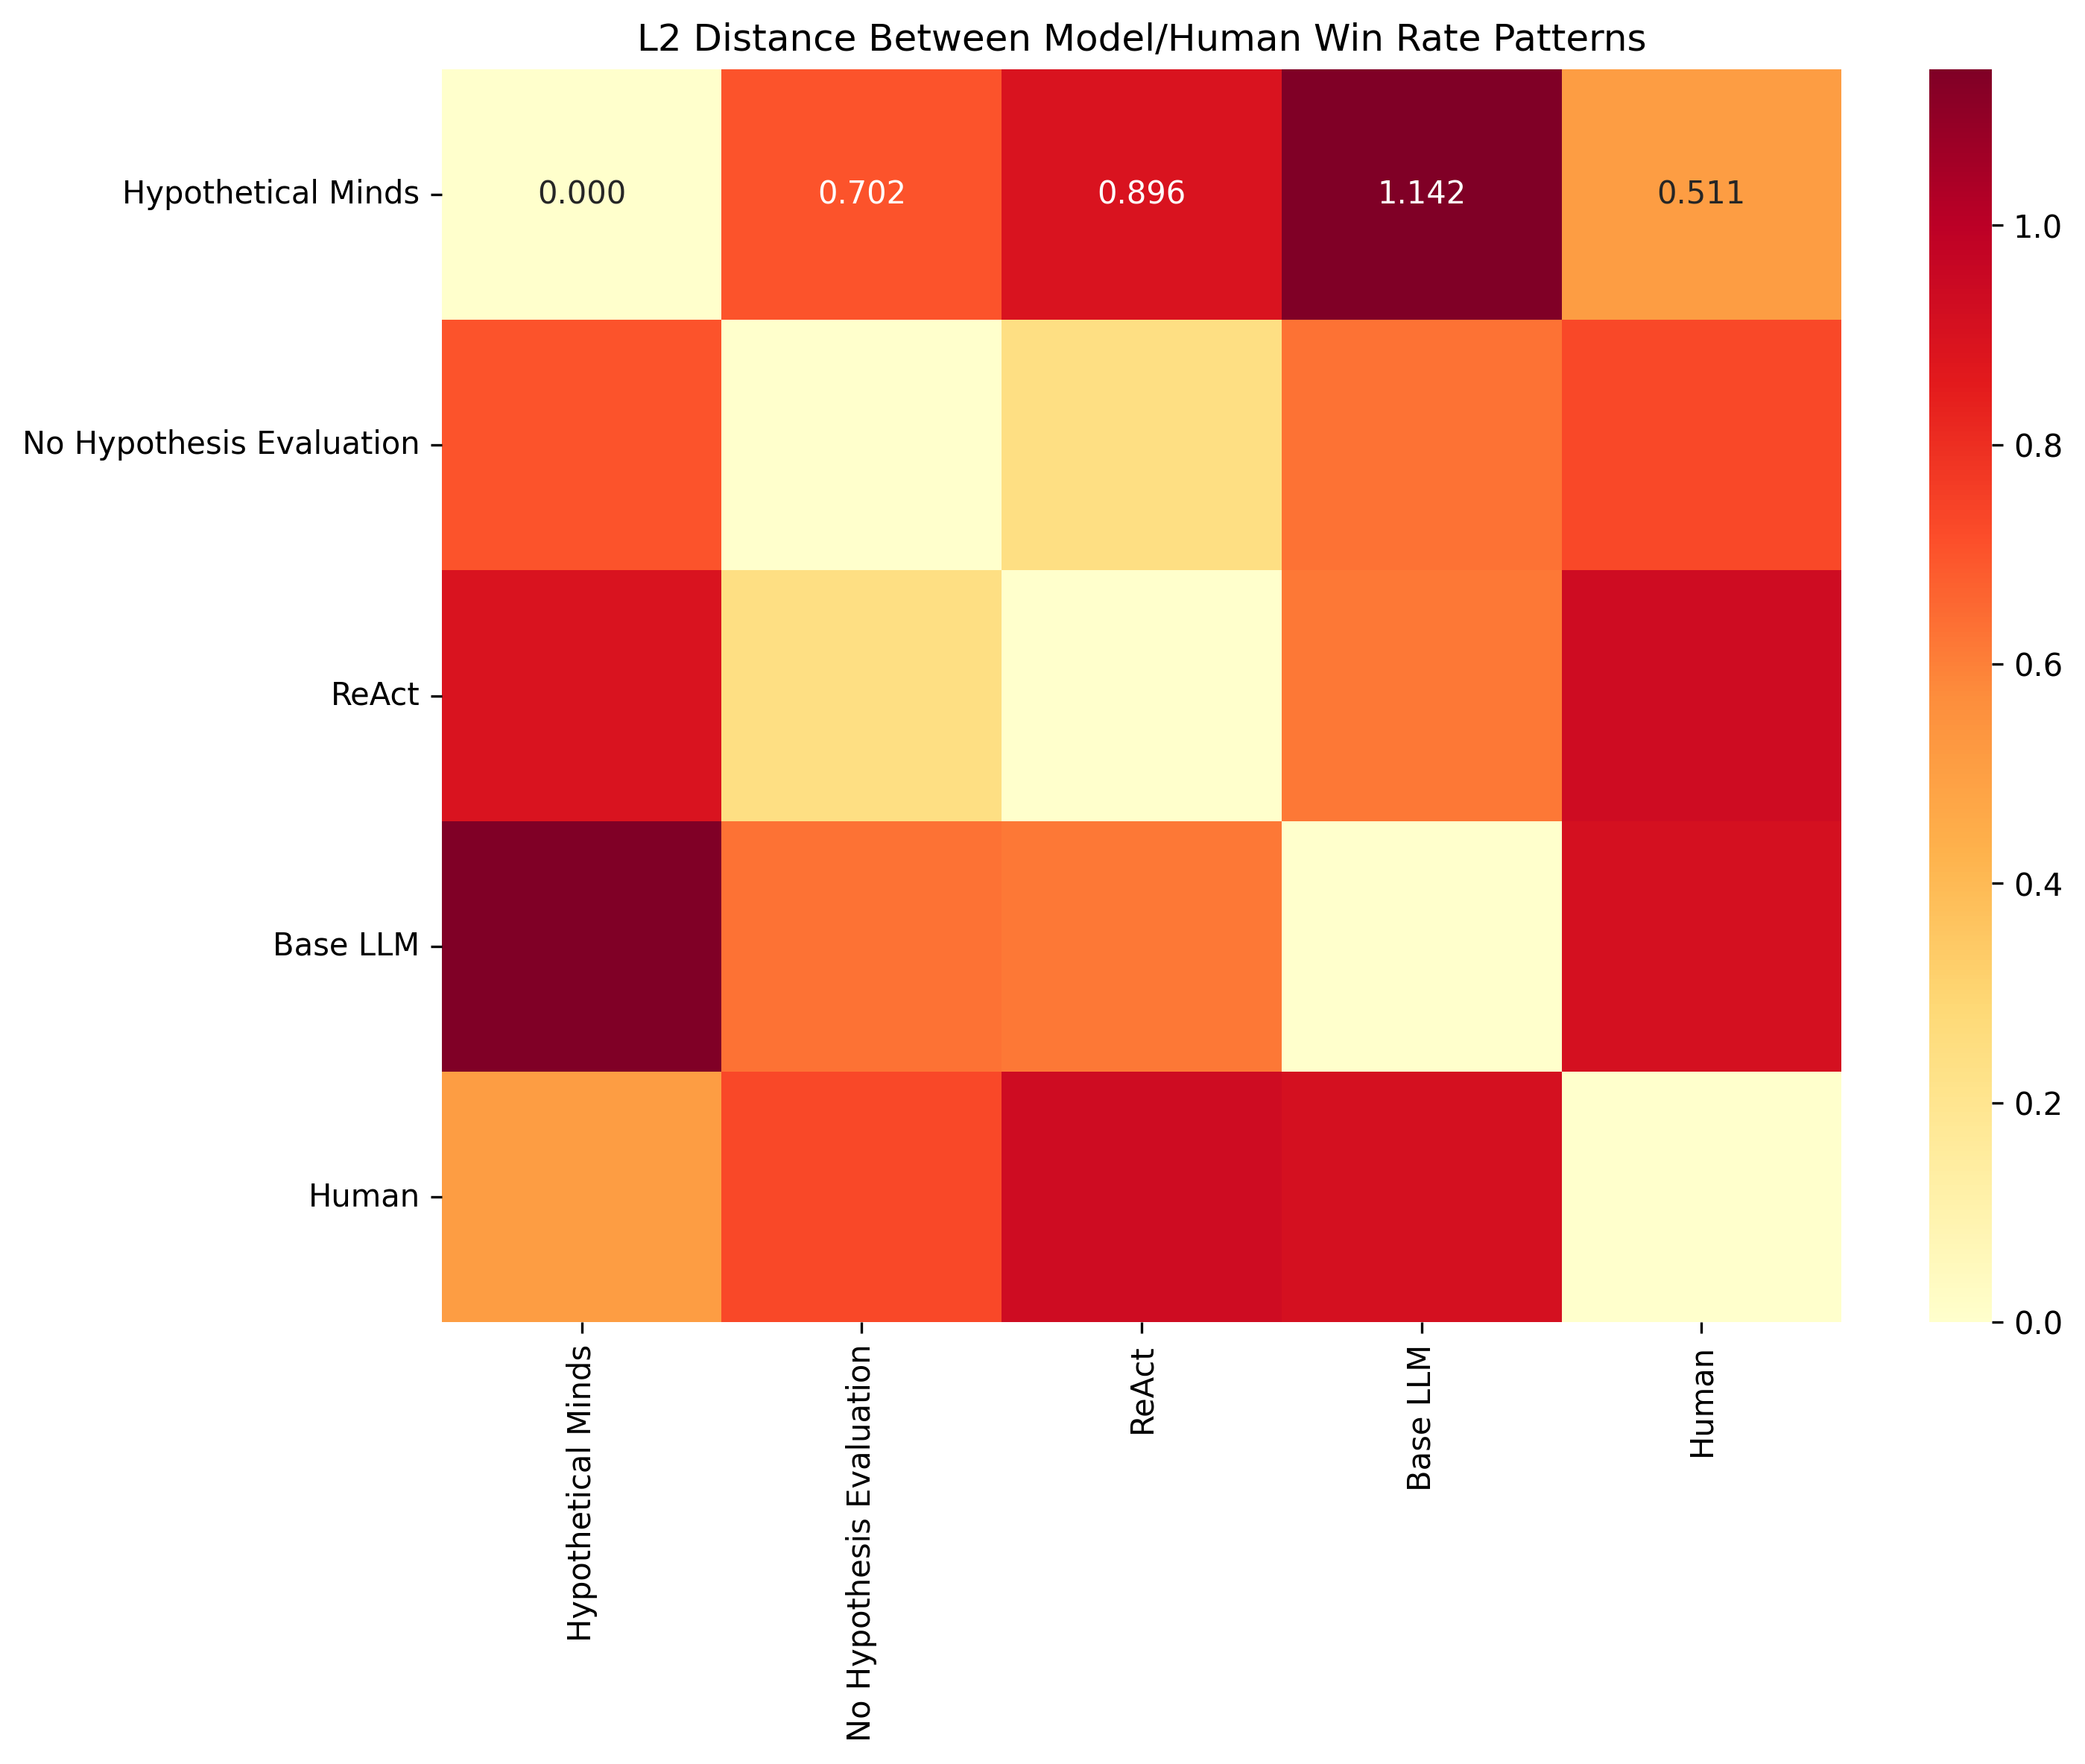 L2 Distance Between Model/Human Win Rate Patterns
Hypothetical Minds
0.000 0.702 0.896 1.142 0.511
No Hypothesis Evaluation
ReAct
Base LLM
Human
Hypothetical Minds
No Hypothesis Evaluation
ReAct
Base LLM
Human
1.0
0.8
0.6
0.4
0.2
0.0